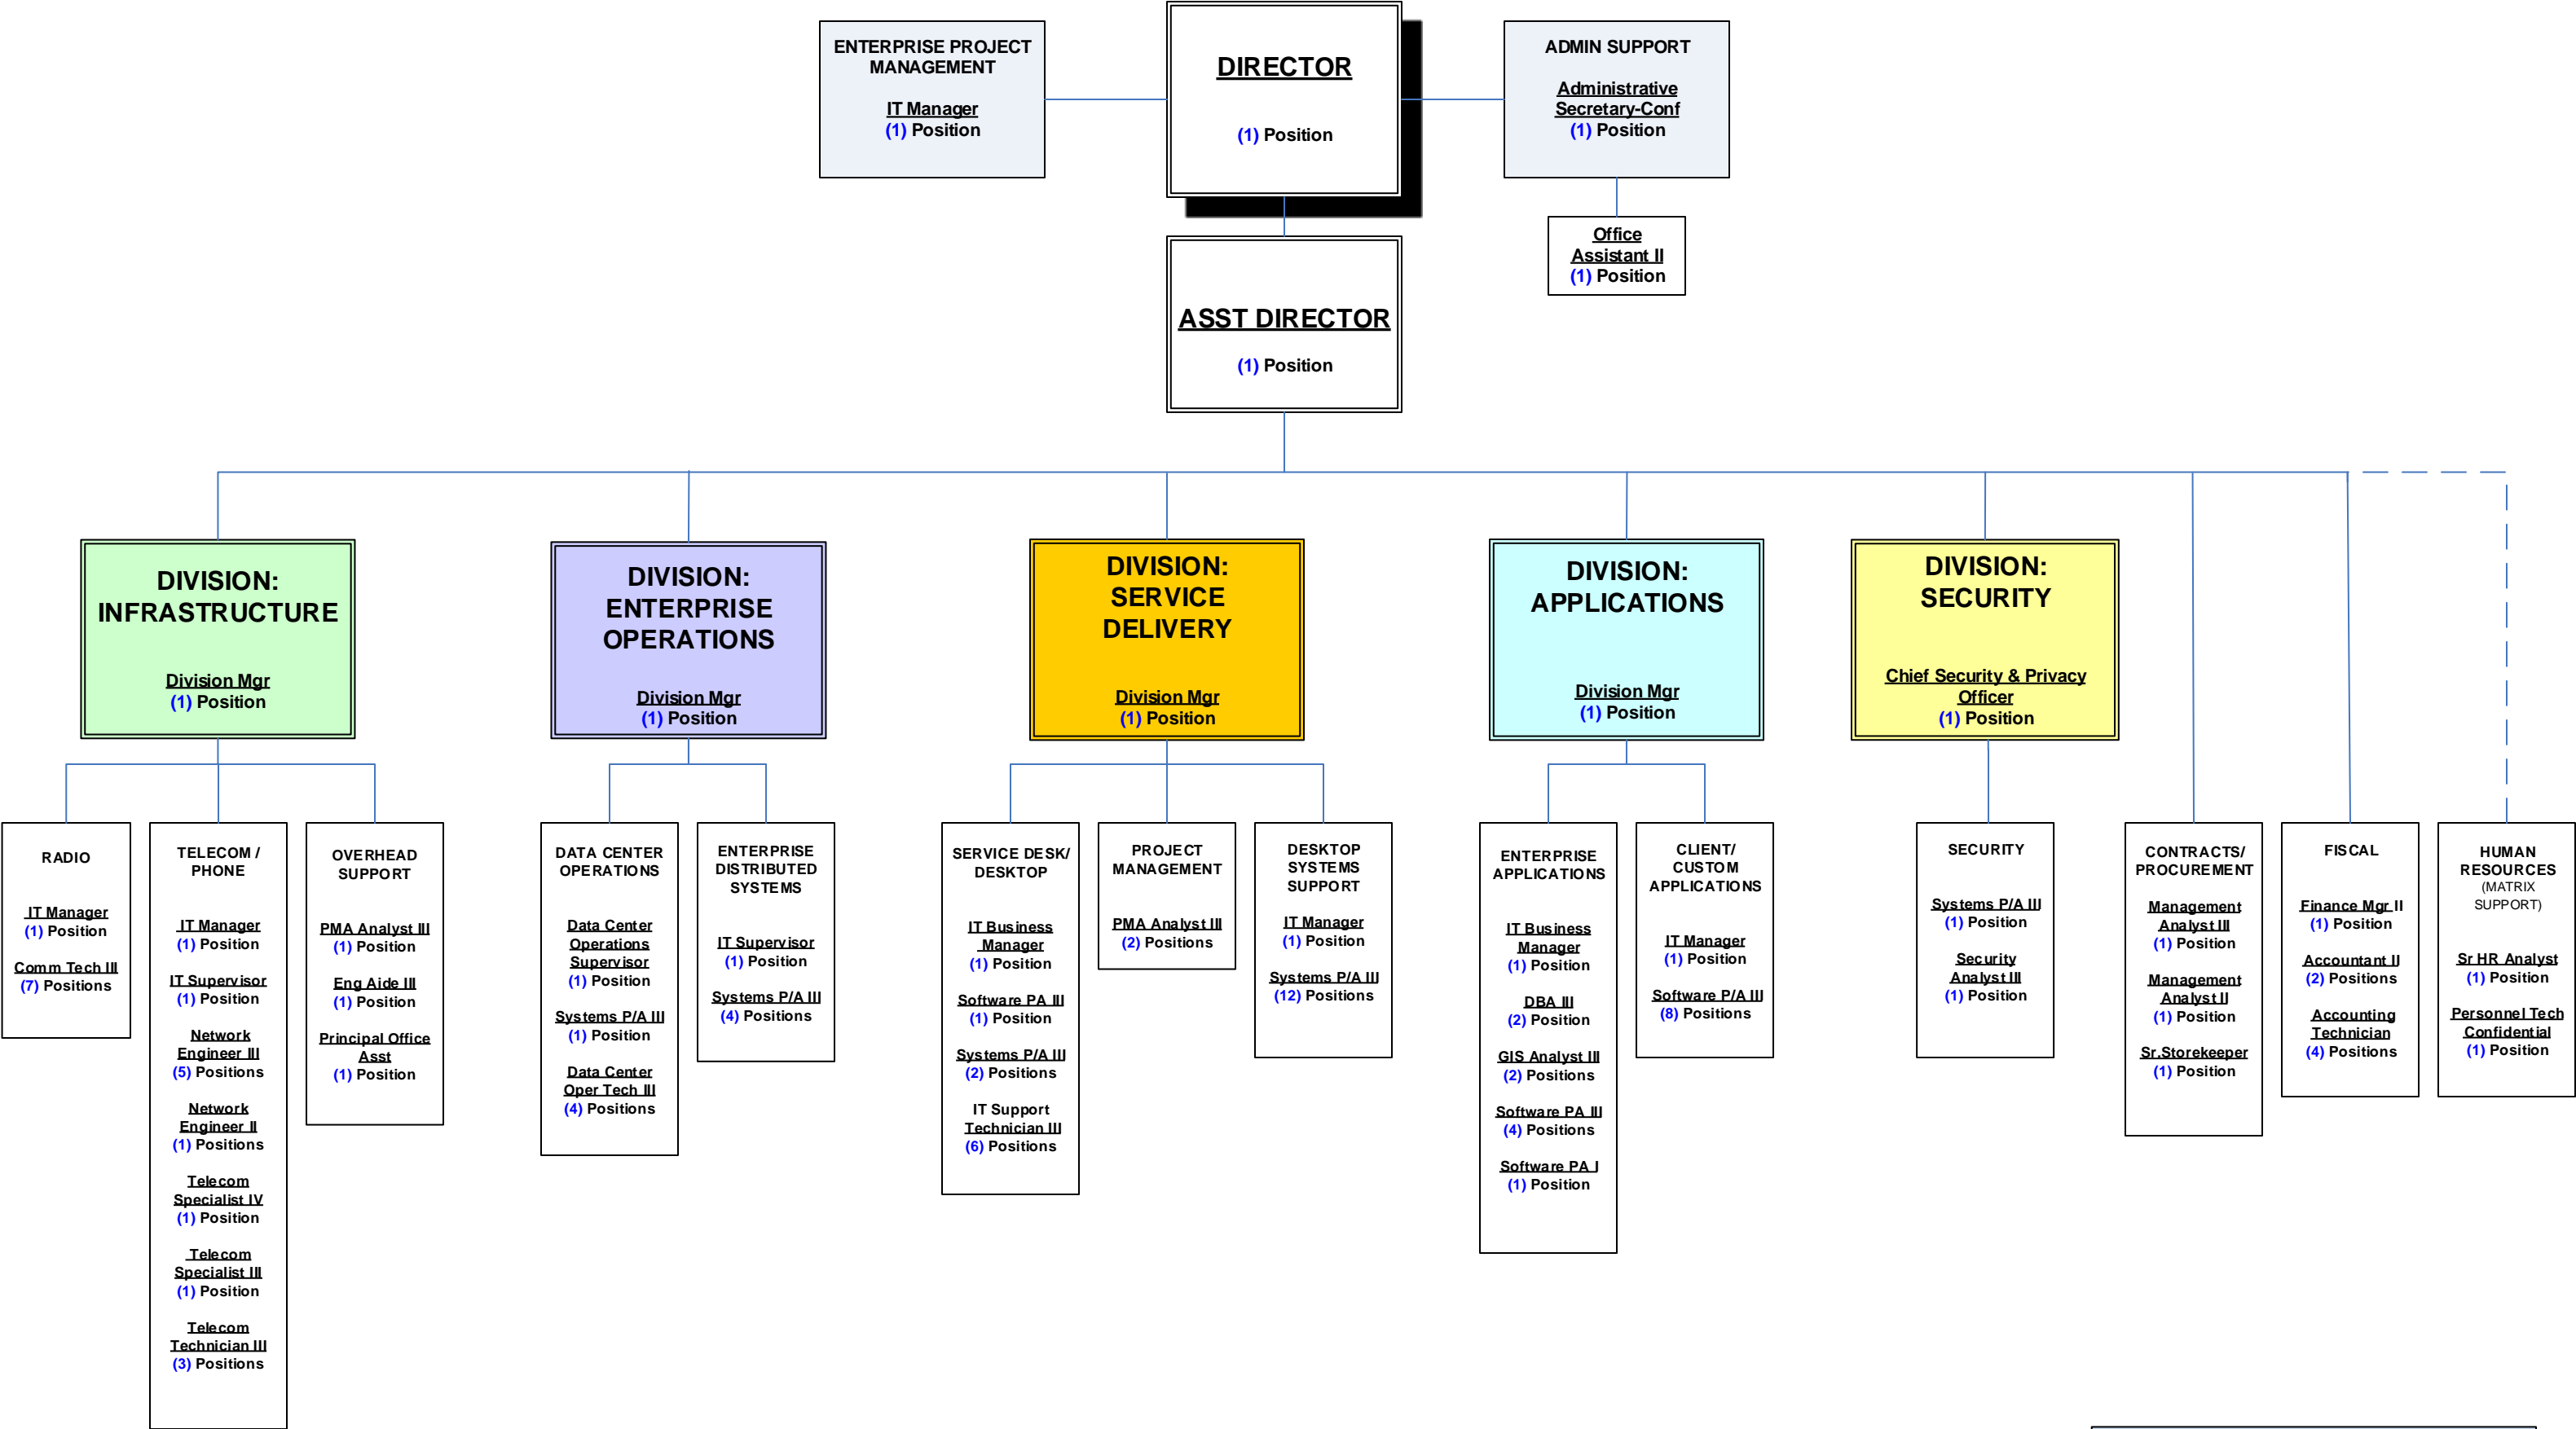 ENTERPRISE PROJECT
MANAGEMENT
IT Manager
(1) Position
DIRECTOR
(1) Position
ADMIN SUPPORT
Administrative
Secretary-Conf
(1) Position
Office
Assistant II
(1) Position
ASST DIRECTOR
(1) Position
DIVISION:
INFRASTRUCTURE
Division Mgr
(1) Position
DIVISION:
ENTERPRISE
OPERATIONS
Division Mgr
(1) Position
DIVISION:
SERVICE
DELIVERY
Division Mgr
(1) Position
DIVISION:
APPLICATIONS
Division Mgr
(1) Position
DIVISION:
SECURITY
Chief Security & Privacy
Officer
(1) Position
RADIO
IT Manager
(1) Position
Comm Tech III
(7) Positions
TELECOM /
PHONE
IT Manager
(1) Position
IT Supervisor
(1) Position
Network
Engineer III
(5) Positions
Network
Engineer II
(1) Positions
Telecom
Specialist IV
(1) Position
Telecom
Specialist III
(1) Position
Telecom
Technician III
(3) Positions
OVERHEAD
SUPPORT
PMA Analyst III
(1) Position
Eng Aide III
(1) Position
Principal Office
Asst
(1) Position
DATA CENTER
OPERATIONS
Data Center
Operations
Supervisor
(1) Position
Systems P/A III
(1) Position
Data Center
Oper Tech III
(4) Positions
ENTERPRISE
DISTRIBUTED
SYSTEMS
IT Supervisor
(1) Position
Systems P/A III
(4) Positions
SERVICE DESK/
DESKTOP
IT Business
Manager
(1) Position
Software PA III
(1) Position
Systems P/A III
(2) Positions
IT Support
Technician III
(6) Positions
PROJECT
MANAGEMENT
PMA Analyst III
(2) Positions
DESKTOP
SYSTEMS
SUPPORT
IT Manager
(1) Position
Systems P/A III
(12) Positions
ENTERPRISE
APPLICATIONS
IT Business
Manager
(1) Position
DBA III
(2) Position
GIS Analyst III
(2) Positions
Software PA III
(4) Positions
Software PA I
(1) Position
CLIENT/
CUSTOM
APPLICATIONS
IT Manager
(1) Position
Software P/A III
(8) Positions
SECURITY
Systems P/A III
(1) Position
Security
Analyst III
(1) Position
CONTRACTS/
PROCUREMENT
Management
Analyst III
(1) Position
Management
Analyst II
(1) Position
Sr.Storekeeper
(1) Position
FISCAL
Finance Mgr II
(1) Position
Accountant II
(2) Positions
Accounting
Technician
(4) Positions
HUMAN
RESOURCES
(MATRIX
SUPPORT)
Sr HR Analyst
(1) Position
Personnel Tech
Confidential
(1) Position